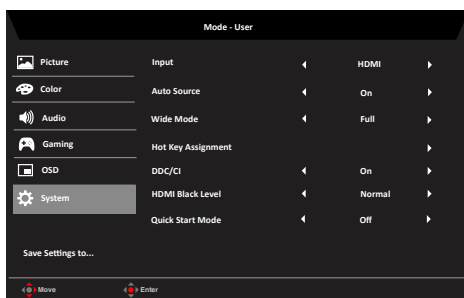 Mode - User
Picture
Color
Audio
Gaming
OSD
System
Save Settings to...
Input HDMI
Auto Source On
Wide Mode Full
Hot Key Assignment
DDC/CI On
HDMI Black Level Normal
Quick Start Mode Off
Move Enter